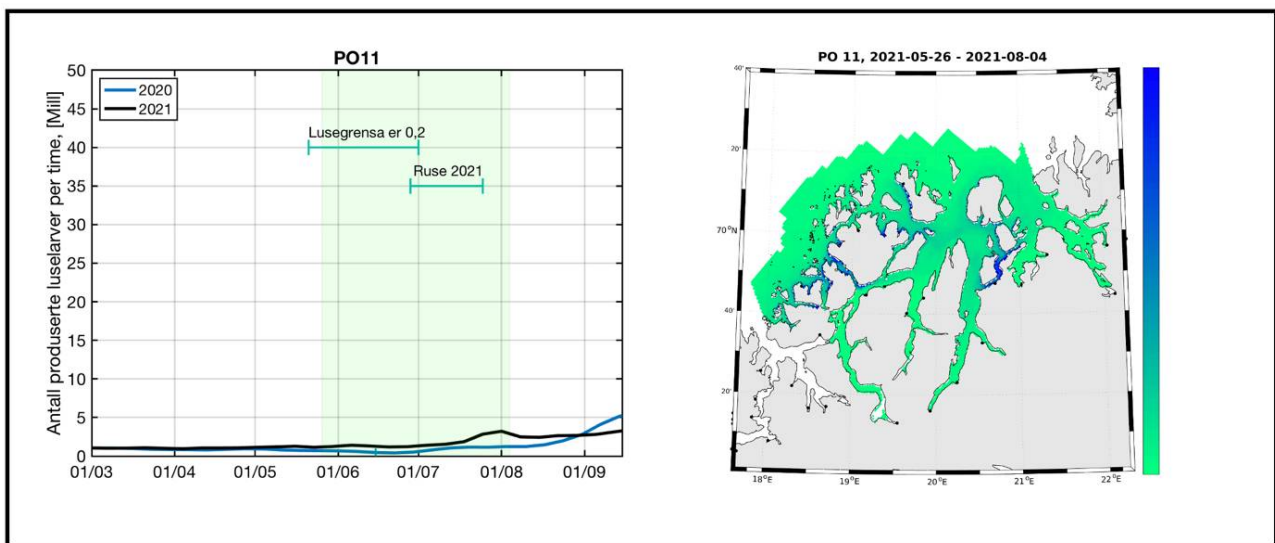 PO11
Antall produserte luselarver per time, [Mill]
50
45
40
35
30
25
20
15
10
5
0
2020
2021
Lusegrensa er 0,2
Ruse 2021
01/03 01/04 01/05 01/06 01/07 01/08 01/09
PO 11, 2021-05-26 - 2021-08-04
40'
20'
70°N
40'
20'
18°E 19°E 20°E 21°E 22°E